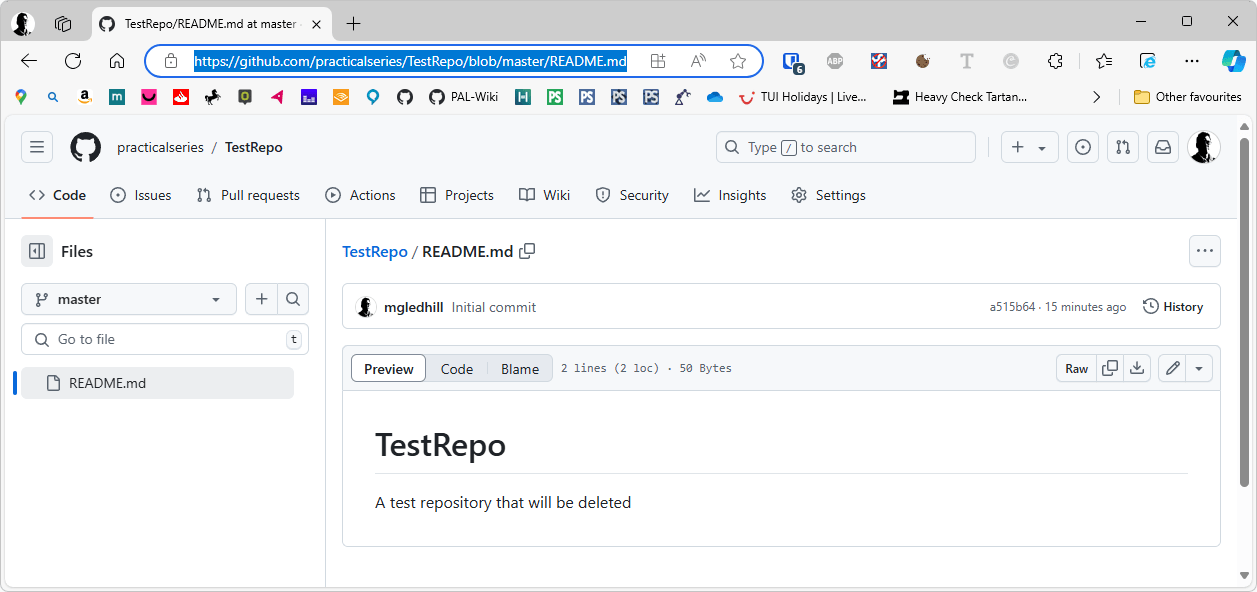 TestRepo/README.md at master
https://github.com/practicalseries/TestRepo/blob/master/README.md
6
ABP
PAL-Wiki
TUI Holidays | Live...
Heavy Check Tartan...
Other favourites
practicalseries / TestRepo
Type / to search
Code
Issues
Pull requests
Actions
Projects
Wiki
Security
Insights
Settings
Files
TestRepo / README.md
master
mgledhill Initial commit
a515b64 · 15 minutes ago
History
Go to file
t
Preview
Code
Blame
2 lines (2 loc) · 50 Bytes
Raw
README.md
TestRepo
A test repository that will be deleted